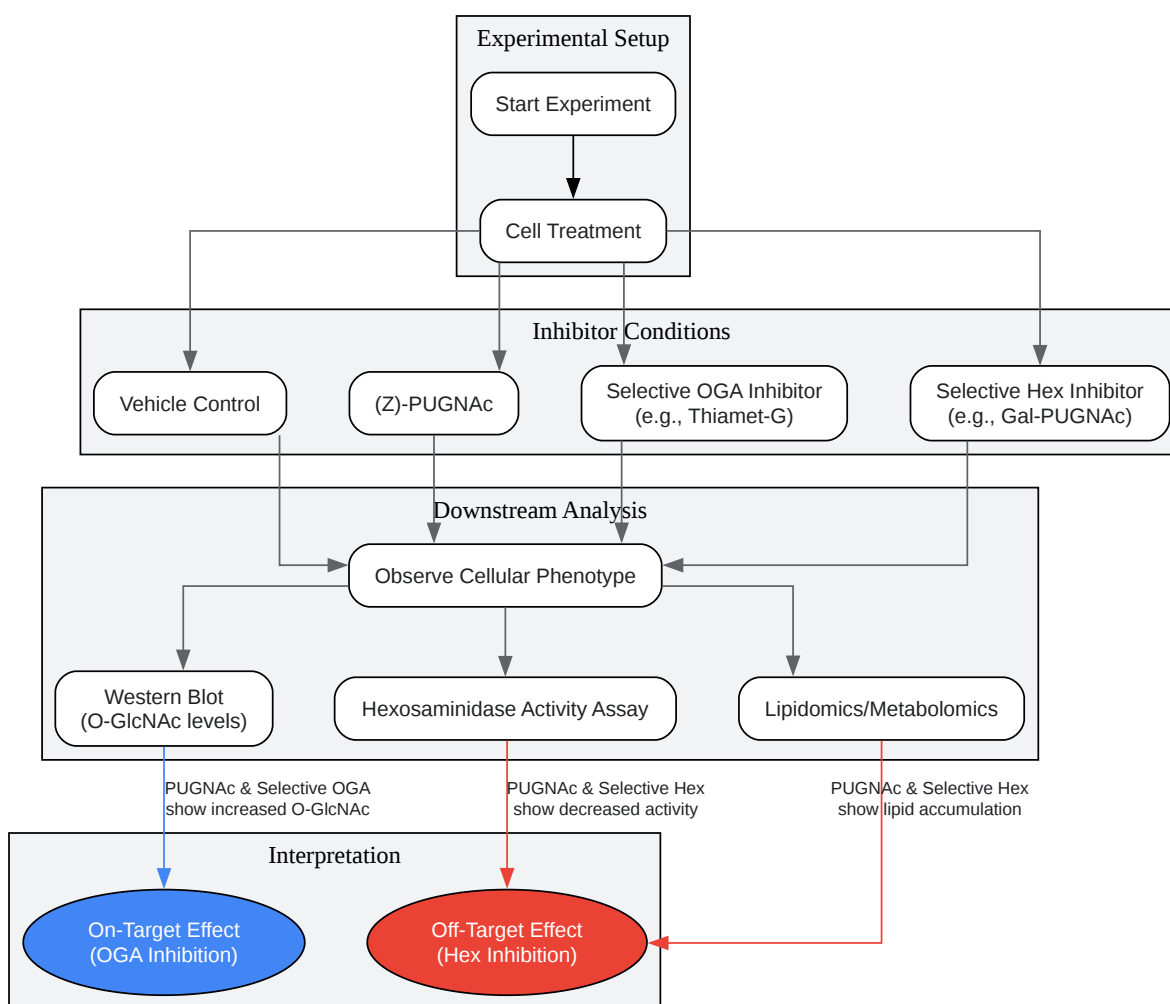 Experimental Setup
Start Experiment
Cell Treatment
Inhibitor Conditions
Vehicle Control
(Z)-PUGNAc
Selective OGA Inhibitor
(e.g., Thiamet-G)
Selective Hex Inhibitor
(e.g., Gal-PUGNAc)
Downstream Analysis
Observe Cellular Phenotype
Western Blot
(O-GlcNAc levels)
Hexosaminidase Activity Assay
Lipidomics/Metabolomics
PUGNAc & Selective OGA
show increased O-GlcNAc
PUGNAc & Selective Hex
show decreased activity
PUGNAc & Selective Hex
show lipid accumulation
Interpretation
On-Target Effect
(OGA Inhibition)
Off-Target Effect
(Hex Inhibition)